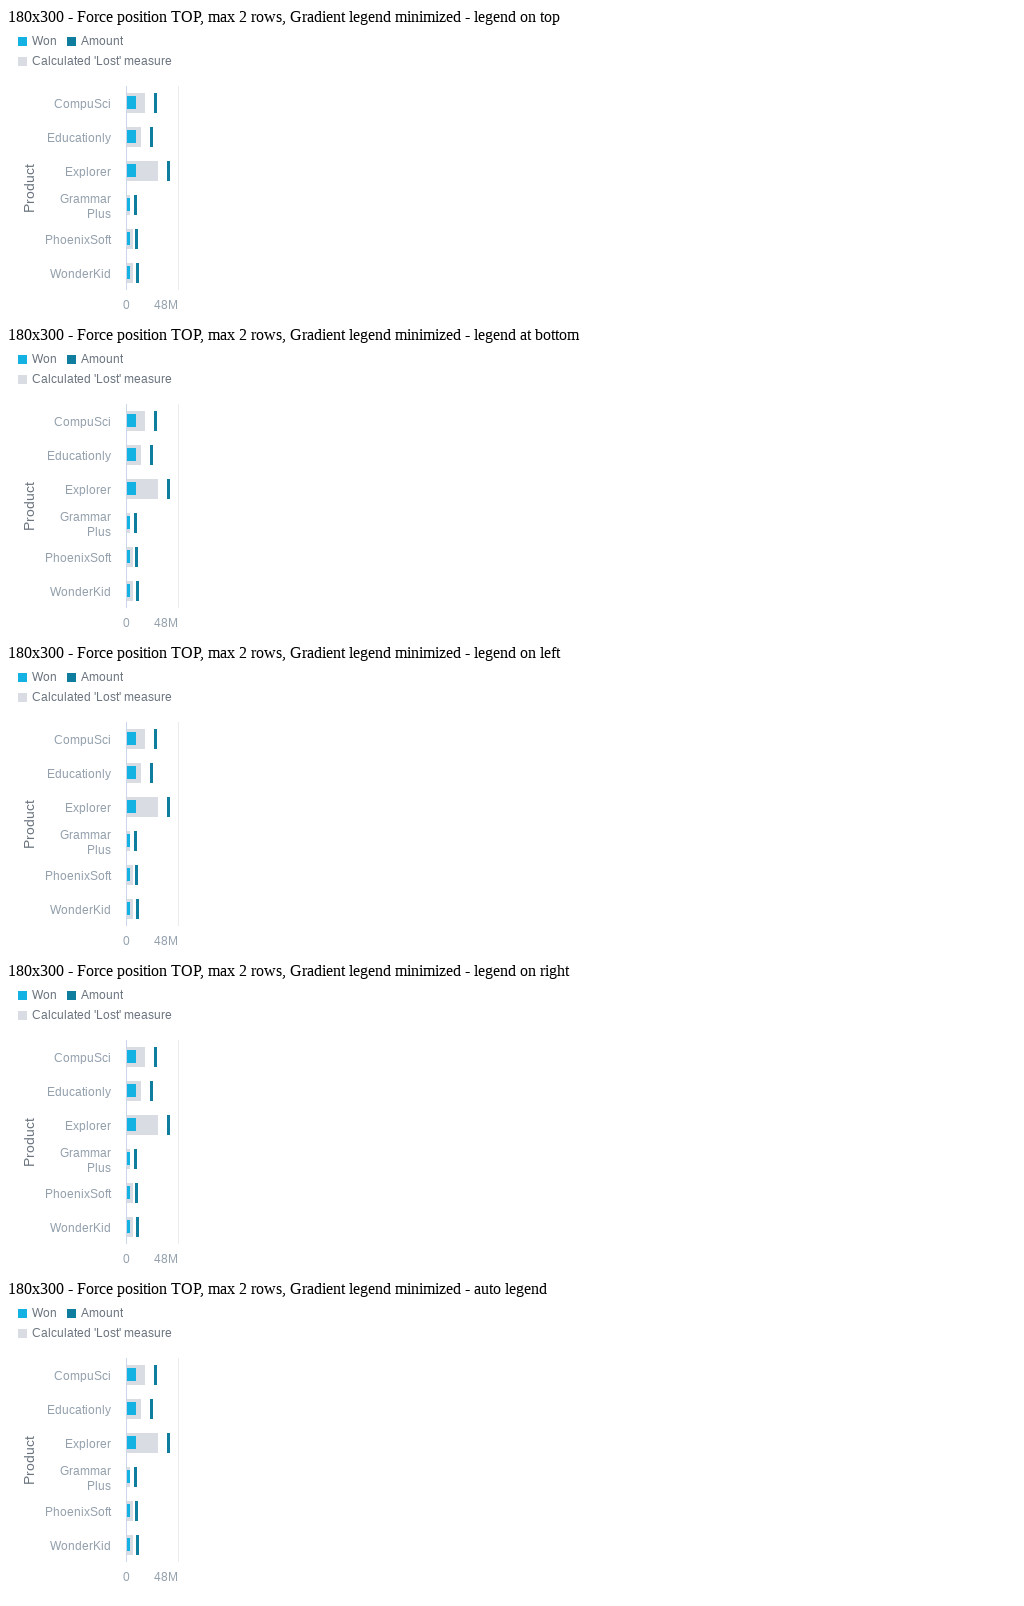 180x300 - Force position TOP, max 2 rows, Gradient legend minimized - legend on top
Won Amount
Calculated 'Lost' measure
CompuSci
Educationly
Explorer
Product
Grammar
Plus
PhoenixSoft
WonderKid
0 48M
180x300 - Force position TOP, max 2 rows, Gradient legend minimized - legend at bottom
Won Amount
Calculated 'Lost' measure
CompuSci
Educationly
Explorer
Product
Grammar
Plus
PhoenixSoft
WonderKid
0 48M
180x300 - Force position TOP, max 2 rows, Gradient legend minimized - legend on left
Won Amount
Calculated 'Lost' measure
CompuSci
Educationly
Explorer
Product
Grammar
Plus
PhoenixSoft
WonderKid
0 48M
180x300 - Force position TOP, max 2 rows, Gradient legend minimized - legend on right
Won Amount
Calculated 'Lost' measure
CompuSci
Educationly
Explorer
Product
Grammar
Plus
PhoenixSoft
WonderKid
0 48M
180x300 - Force position TOP, max 2 rows, Gradient legend minimized - auto legend
Won Amount
Calculated 'Lost' measure
CompuSci
Educationly
Explorer
Product
Grammar
Plus
PhoenixSoft
WonderKid
0 48M